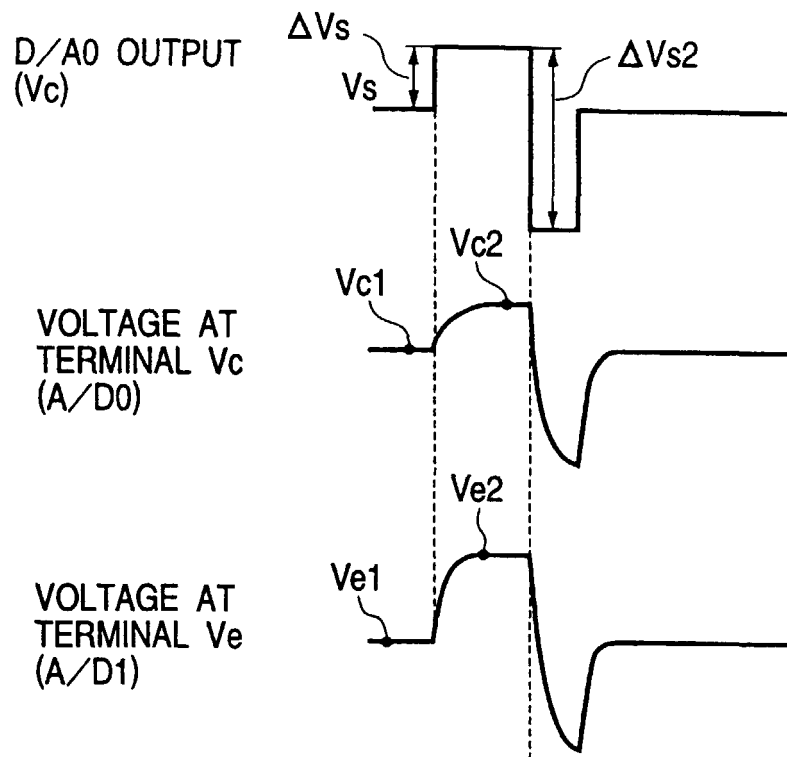 D/A0 OUTPUT
(Vc)
ΔVs
Vs
ΔVs2
VOLTAGE AT
TERMINAL Vc
(A/D0)
Vc1
Vc2
VOLTAGE AT
TERMINAL Ve
(A/D1)
Ve1
Ve2